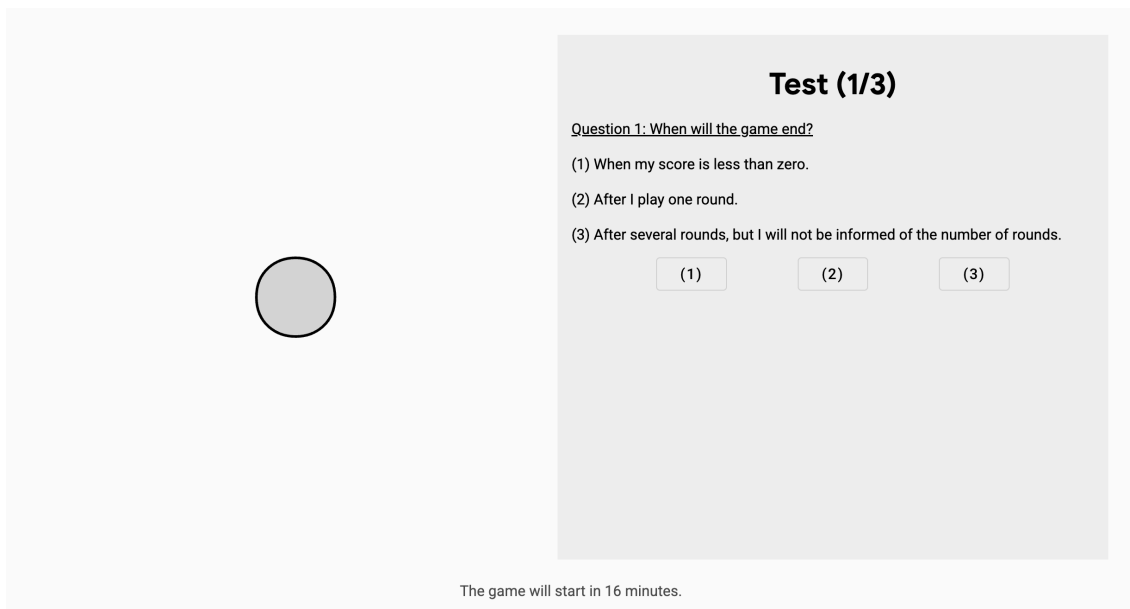 Test (1/3)
Question 1: When will the game end?
(1) When my score is less than zero.
(2) After I play one round.
(3) After several rounds, but I will not be informed of the number of rounds.
(1) (2) (3)
The game will start in 16 minutes.